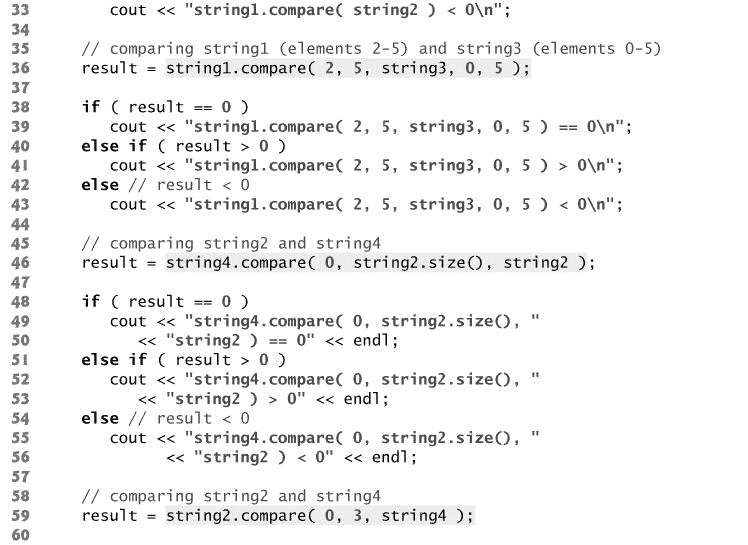 33 cout << "string1.compare( string2 ) < 0\n";
34
35 // comparing string1 (elements 2-5) and string3 (elements 0-5)
36 result = string1.compare( 2, 5, string3, 0, 5 );
37
38 if ( result == 0 )
39 cout << "string1.compare( 2, 5, string3, 0, 5 ) == 0\n";
40 else if ( result > 0 )
41 cout << "string1.compare( 2, 5, string3, 0, 5 ) > 0\n";
42 else // result < 0
43 cout << "string1.compare( 2, 5, string3, 0, 5 ) < 0\n";
44
45 // comparing string2 and string4
46 result = string4.compare( 0, string2.size(), string2 );
47
48 if ( result == 0 )
49 cout << "string4.compare( 0, string2.size(), "
50 << "string2 ) == 0" << endl;
51 else if ( result > 0 )
52 cout << "string4.compare( 0, string2.size(), "
53 << "string2 ) > 0" << endl;
54 else // result < 0
55 cout << "string4.compare( 0, string2.size(), "
56 << "string2 ) < 0" << endl;
57
58 // comparing string2 and string4
59 result = string2.compare( 0, 3, string4 );
60